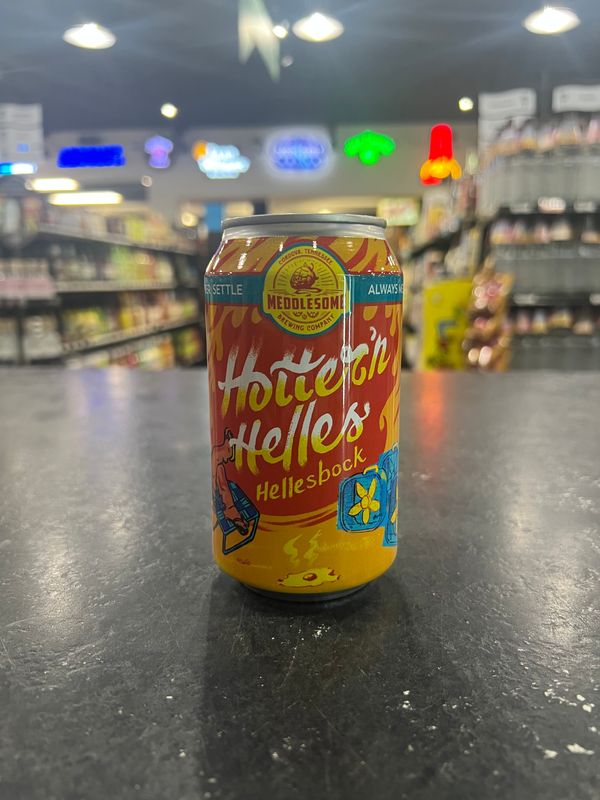 CORDOVA, TENNESSEE
MEDDLESOME
BREWING COMPANY
SETTLE
ALWAYS
Hotter'n
Helles
Hellesbock